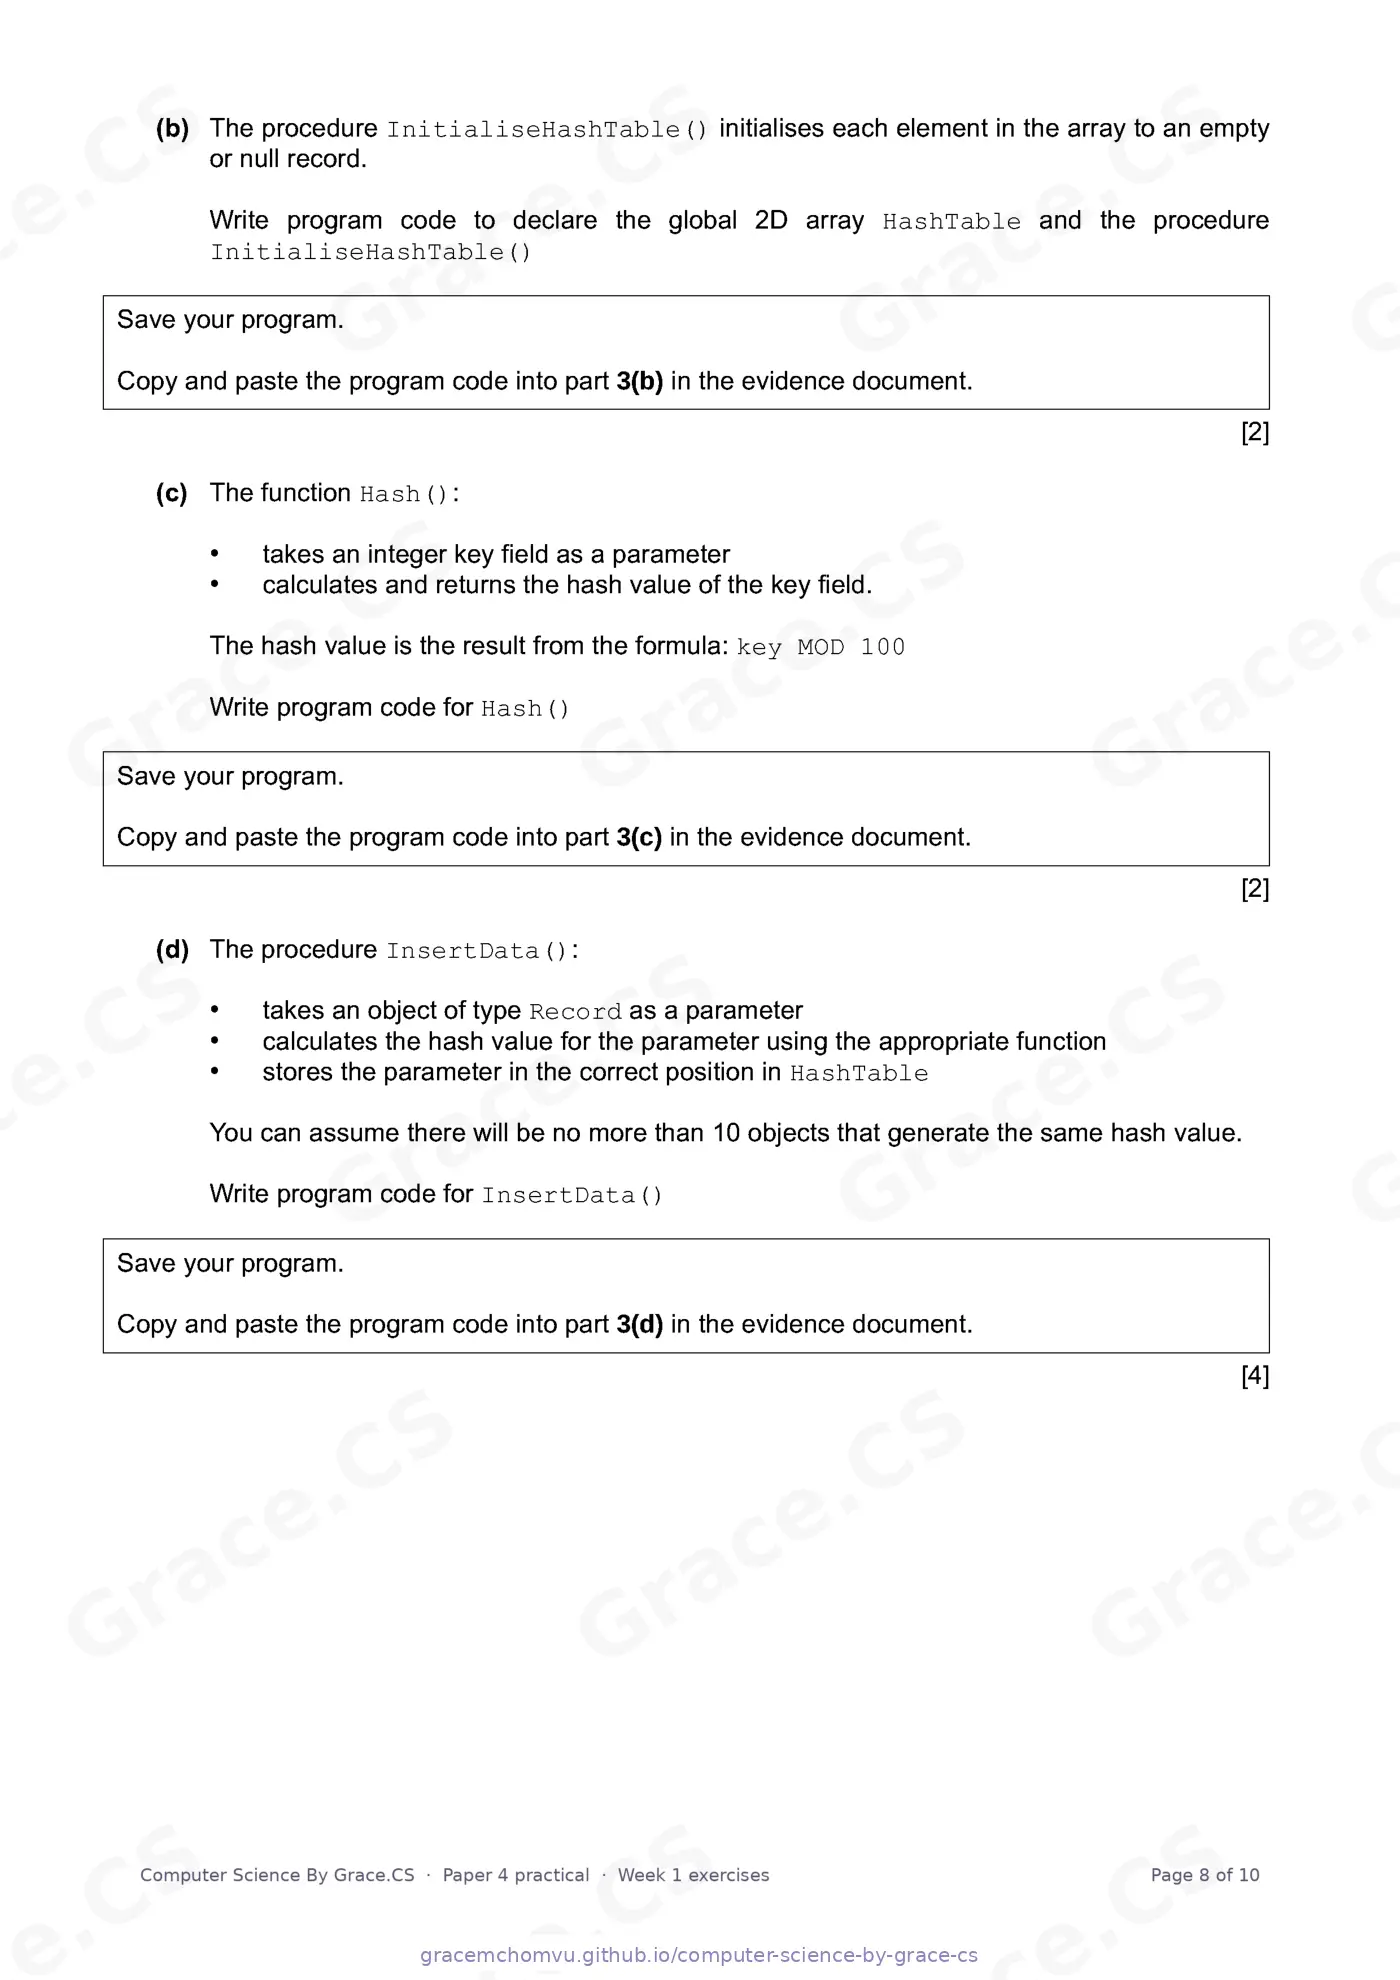 (b) The procedure InitialiseHashTable() initialises each element in the array to an empty
or null record.
Write program code to declare the global 2D array HashTable and the procedure
InitialiseHashTable()
Save your program.
Copy and paste the program code into part 3(b) in the evidence document.
[2]
(c) The function Hash():
• takes an integer key field as a parameter
• calculates and returns the hash value of the key field.
The hash value is the result from the formula: key MOD 100
Write program code for Hash()
Save your program.
Copy and paste the program code into part 3(c) in the evidence document.
[2]
(d) The procedure InsertData():
• takes an object of type Record as a parameter
• calculates the hash value for the parameter using the appropriate function
• stores the parameter in the correct position in HashTable
You can assume there will be no more than 10 objects that generate the same hash value.
Write program code for InsertData()
Save your program.
Copy and paste the program code into part 3(d) in the evidence document.
[4]
Computer Science By Grace.CS · Paper 4 practical · Week 1 exercises Page 8 of 10
gracemchomvu.github.io/computer-science-by-grace-cs